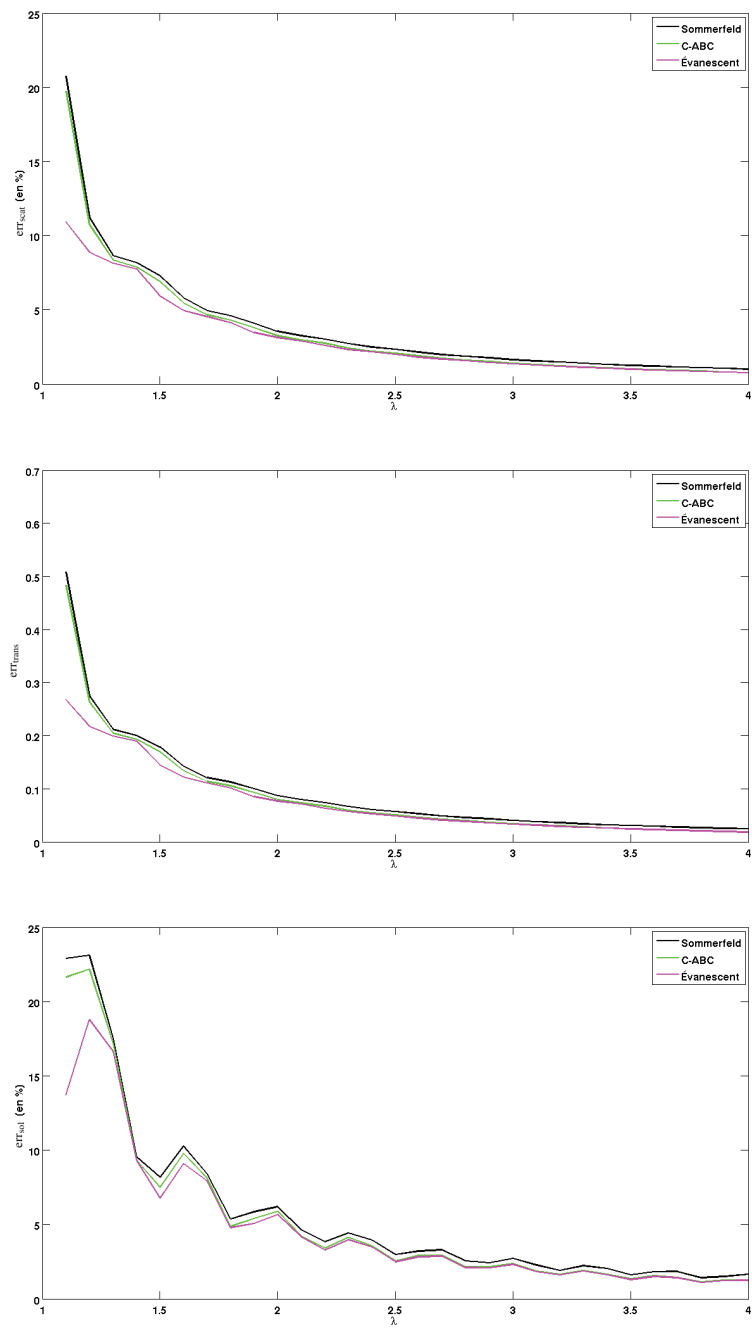 25
20
15
10
5
0
err_scat (en %)
1
1.5
2
2.5
3
3.5
4
λ
Sommerfeld
C-ABC
Évanescent
0.7
0.6
0.5
0.4
0.3
0.2
0.1
0
err_trans
1
1.5
2
2.5
3
3.5
4
λ
Sommerfeld
C-ABC
Évanescent
25
20
15
10
5
0
err_sol (en %)
1
1.5
2
2.5
3
3.5
4
λ
Sommerfeld
C-ABC
Évanescent